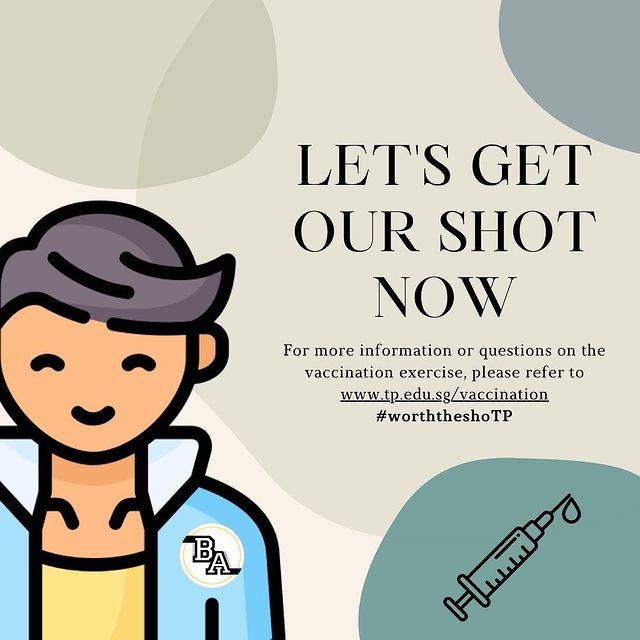 LET'S GET
OUR SHOT
NOW
For more information or questions on the
vaccination exercise, please refer to
www.tp.edu.sg/vaccination
#worththeshoTP
BA